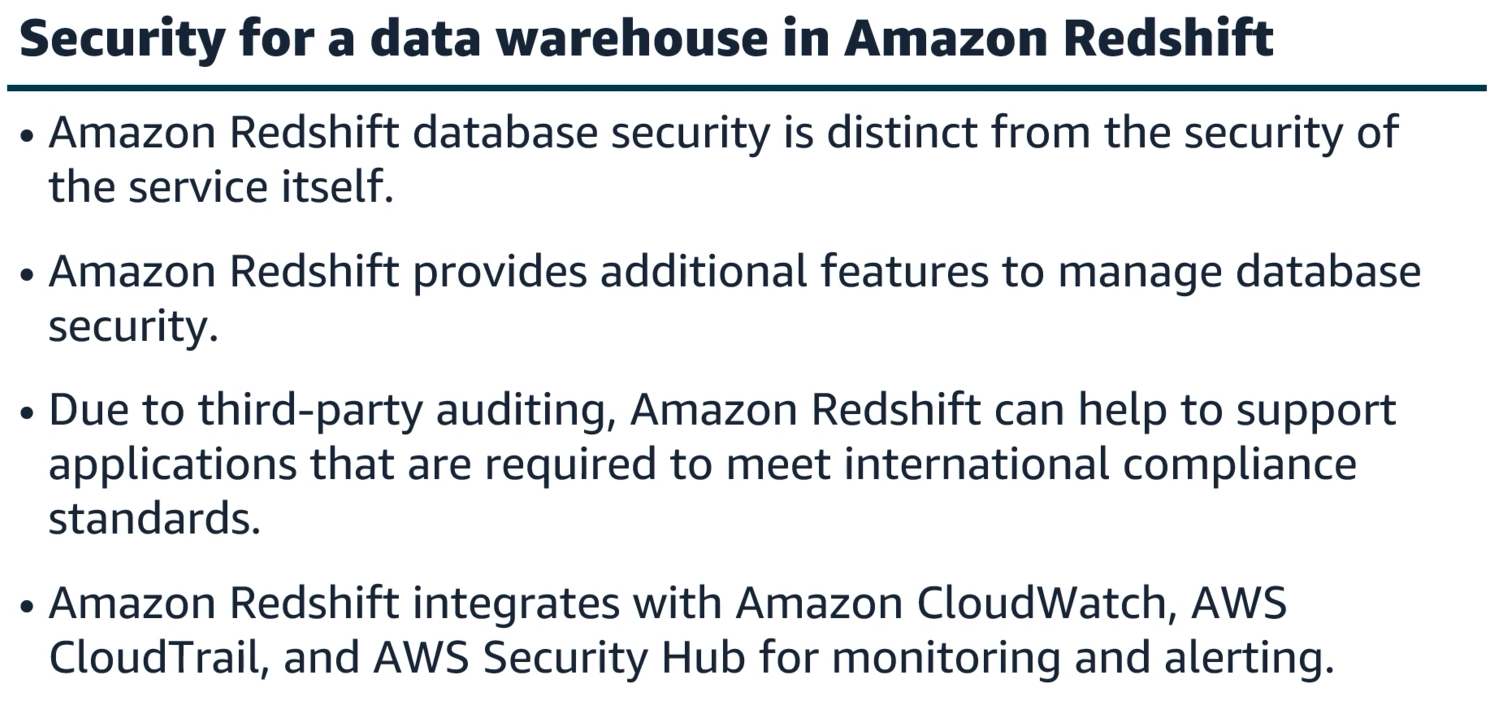 Security for a data warehouse in Amazon Redshift
• Amazon Redshift database security is distinct from the security of
the service itself.
• Amazon Redshift provides additional features to manage database
security.
• Due to third-party auditing, Amazon Redshift can help to support
applications that are required to meet international compliance
standards.
• Amazon Redshift integrates with Amazon CloudWatch, AWS
CloudTrail, and AWS Security Hub for monitoring and alerting.